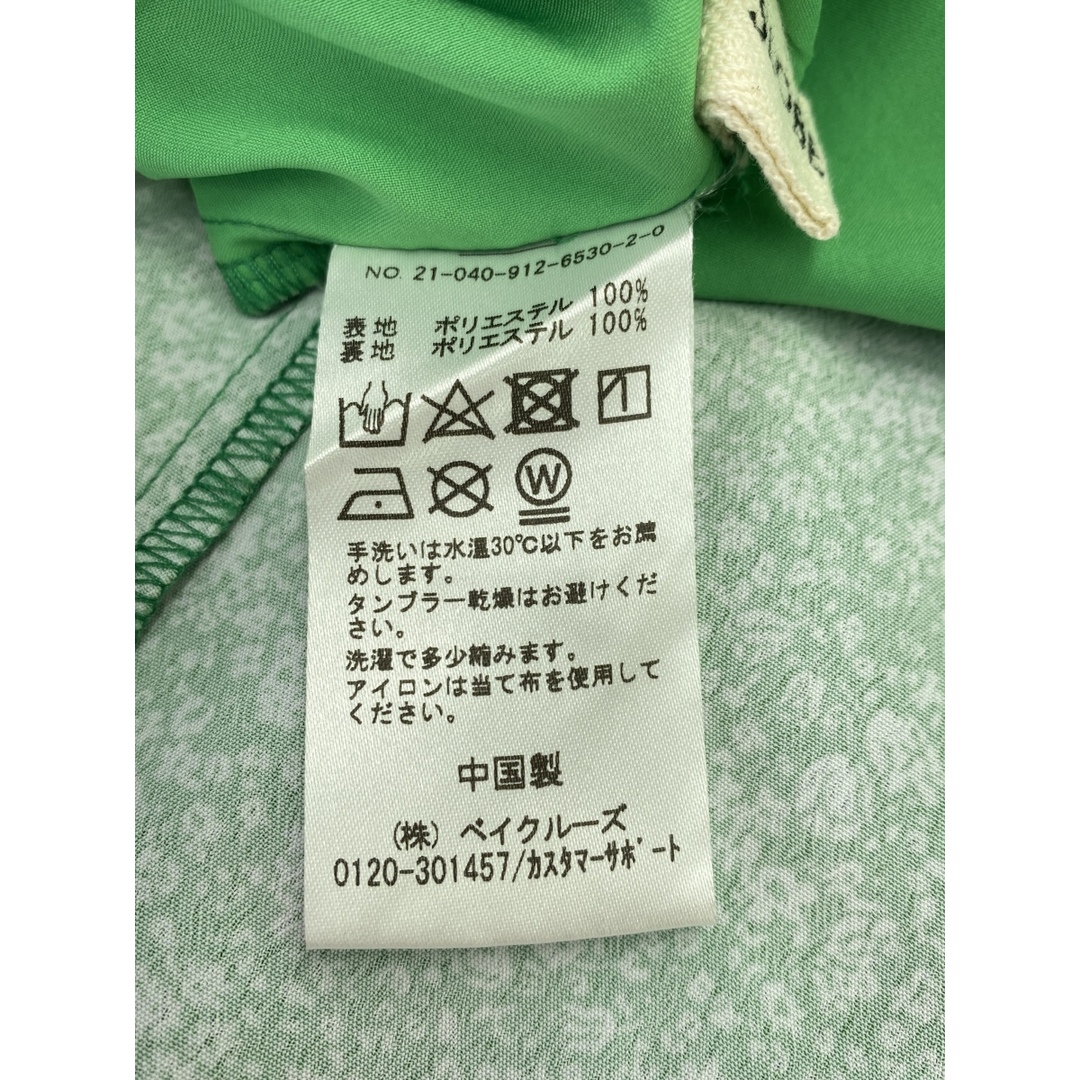 NO. 21-040-912-6530-2-0
表地 ポリエステル 100%
裏地 ポリエステル 100%
W
手洗いは水温30℃以下をお薦
めします。
タンブラー乾燥はお避けくだ
さい。
洗濯で多少縮みます。
アイロンは当て布を使用して
ください。
中国製
(株) ベイクルーズ
0120-301457/カスタマーサポート